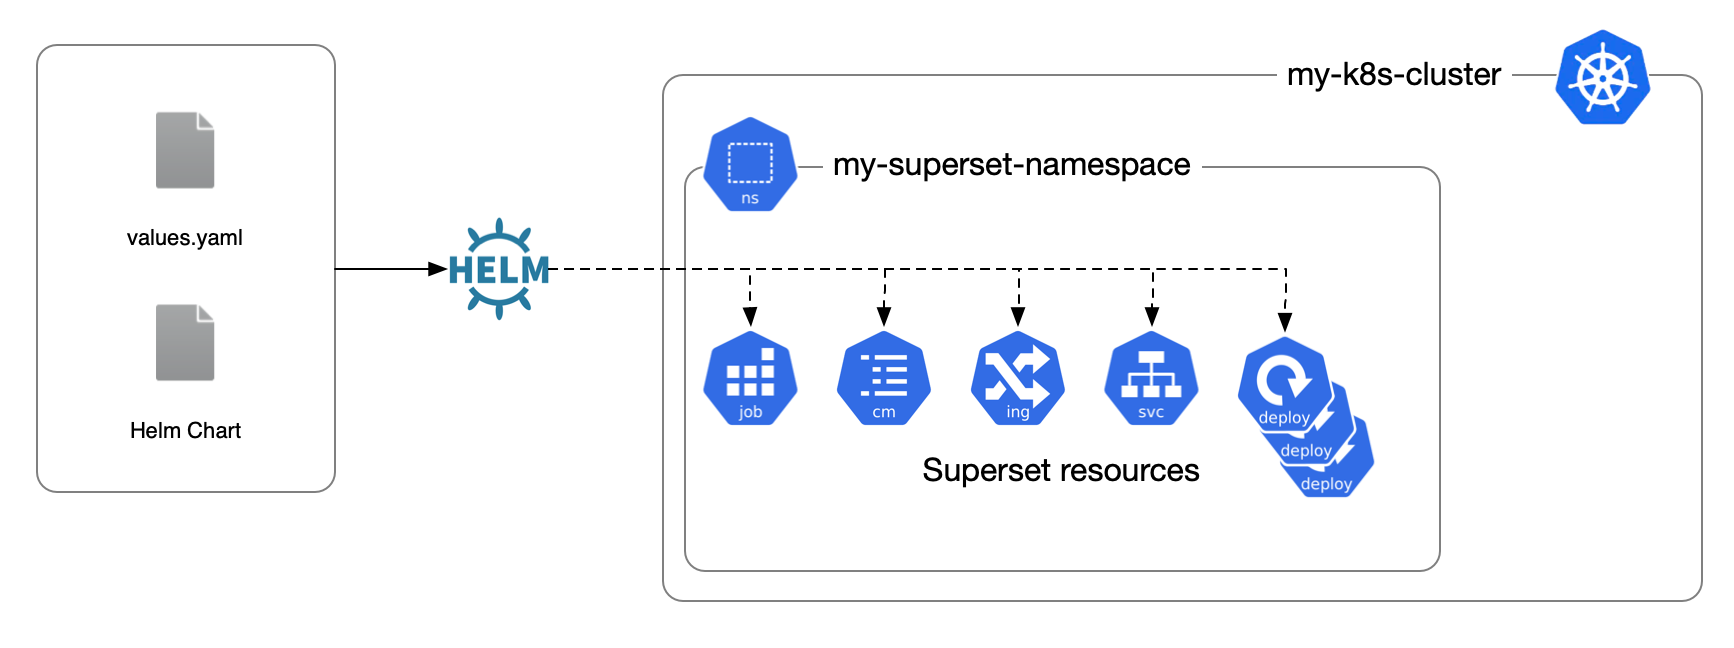 my-k8s-cluster
my-superset-namespace
ns
values.yaml
HELM
job
cm
ing
svc
deploy
deploy
deploy
Helm Chart
Superset resources